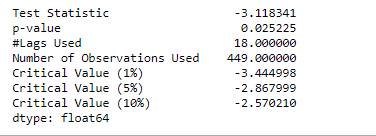 Test Statistic -3.118341
p-value 0.025225
#Lags Used 18.000000
Number of Observations Used 449.000000
Critical Value (1%) -3.444998
Critical Value (5%) -2.867999
Critical Value (10%) -2.570210
dtype: float64